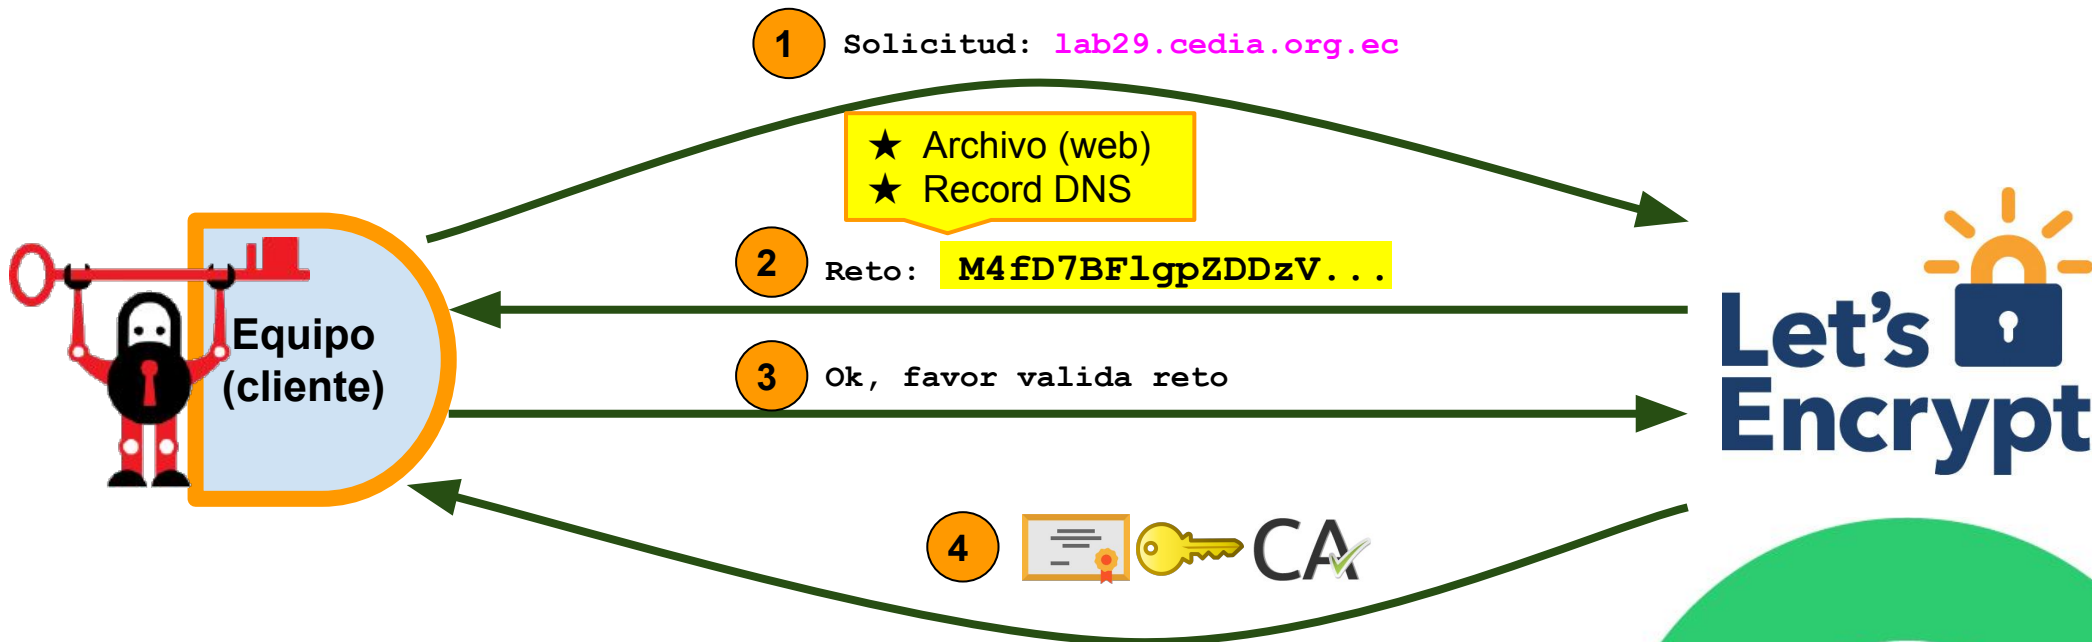 1 Solicitud: lab29.cedia.org.ec
★ Archivo (web)
★ Record DNS
2 Reto: M4fD7BFlgpZDDzV...
Equipo
(cliente)
3 Ok, favor valida reto
Let's
Encrypt
4 CA